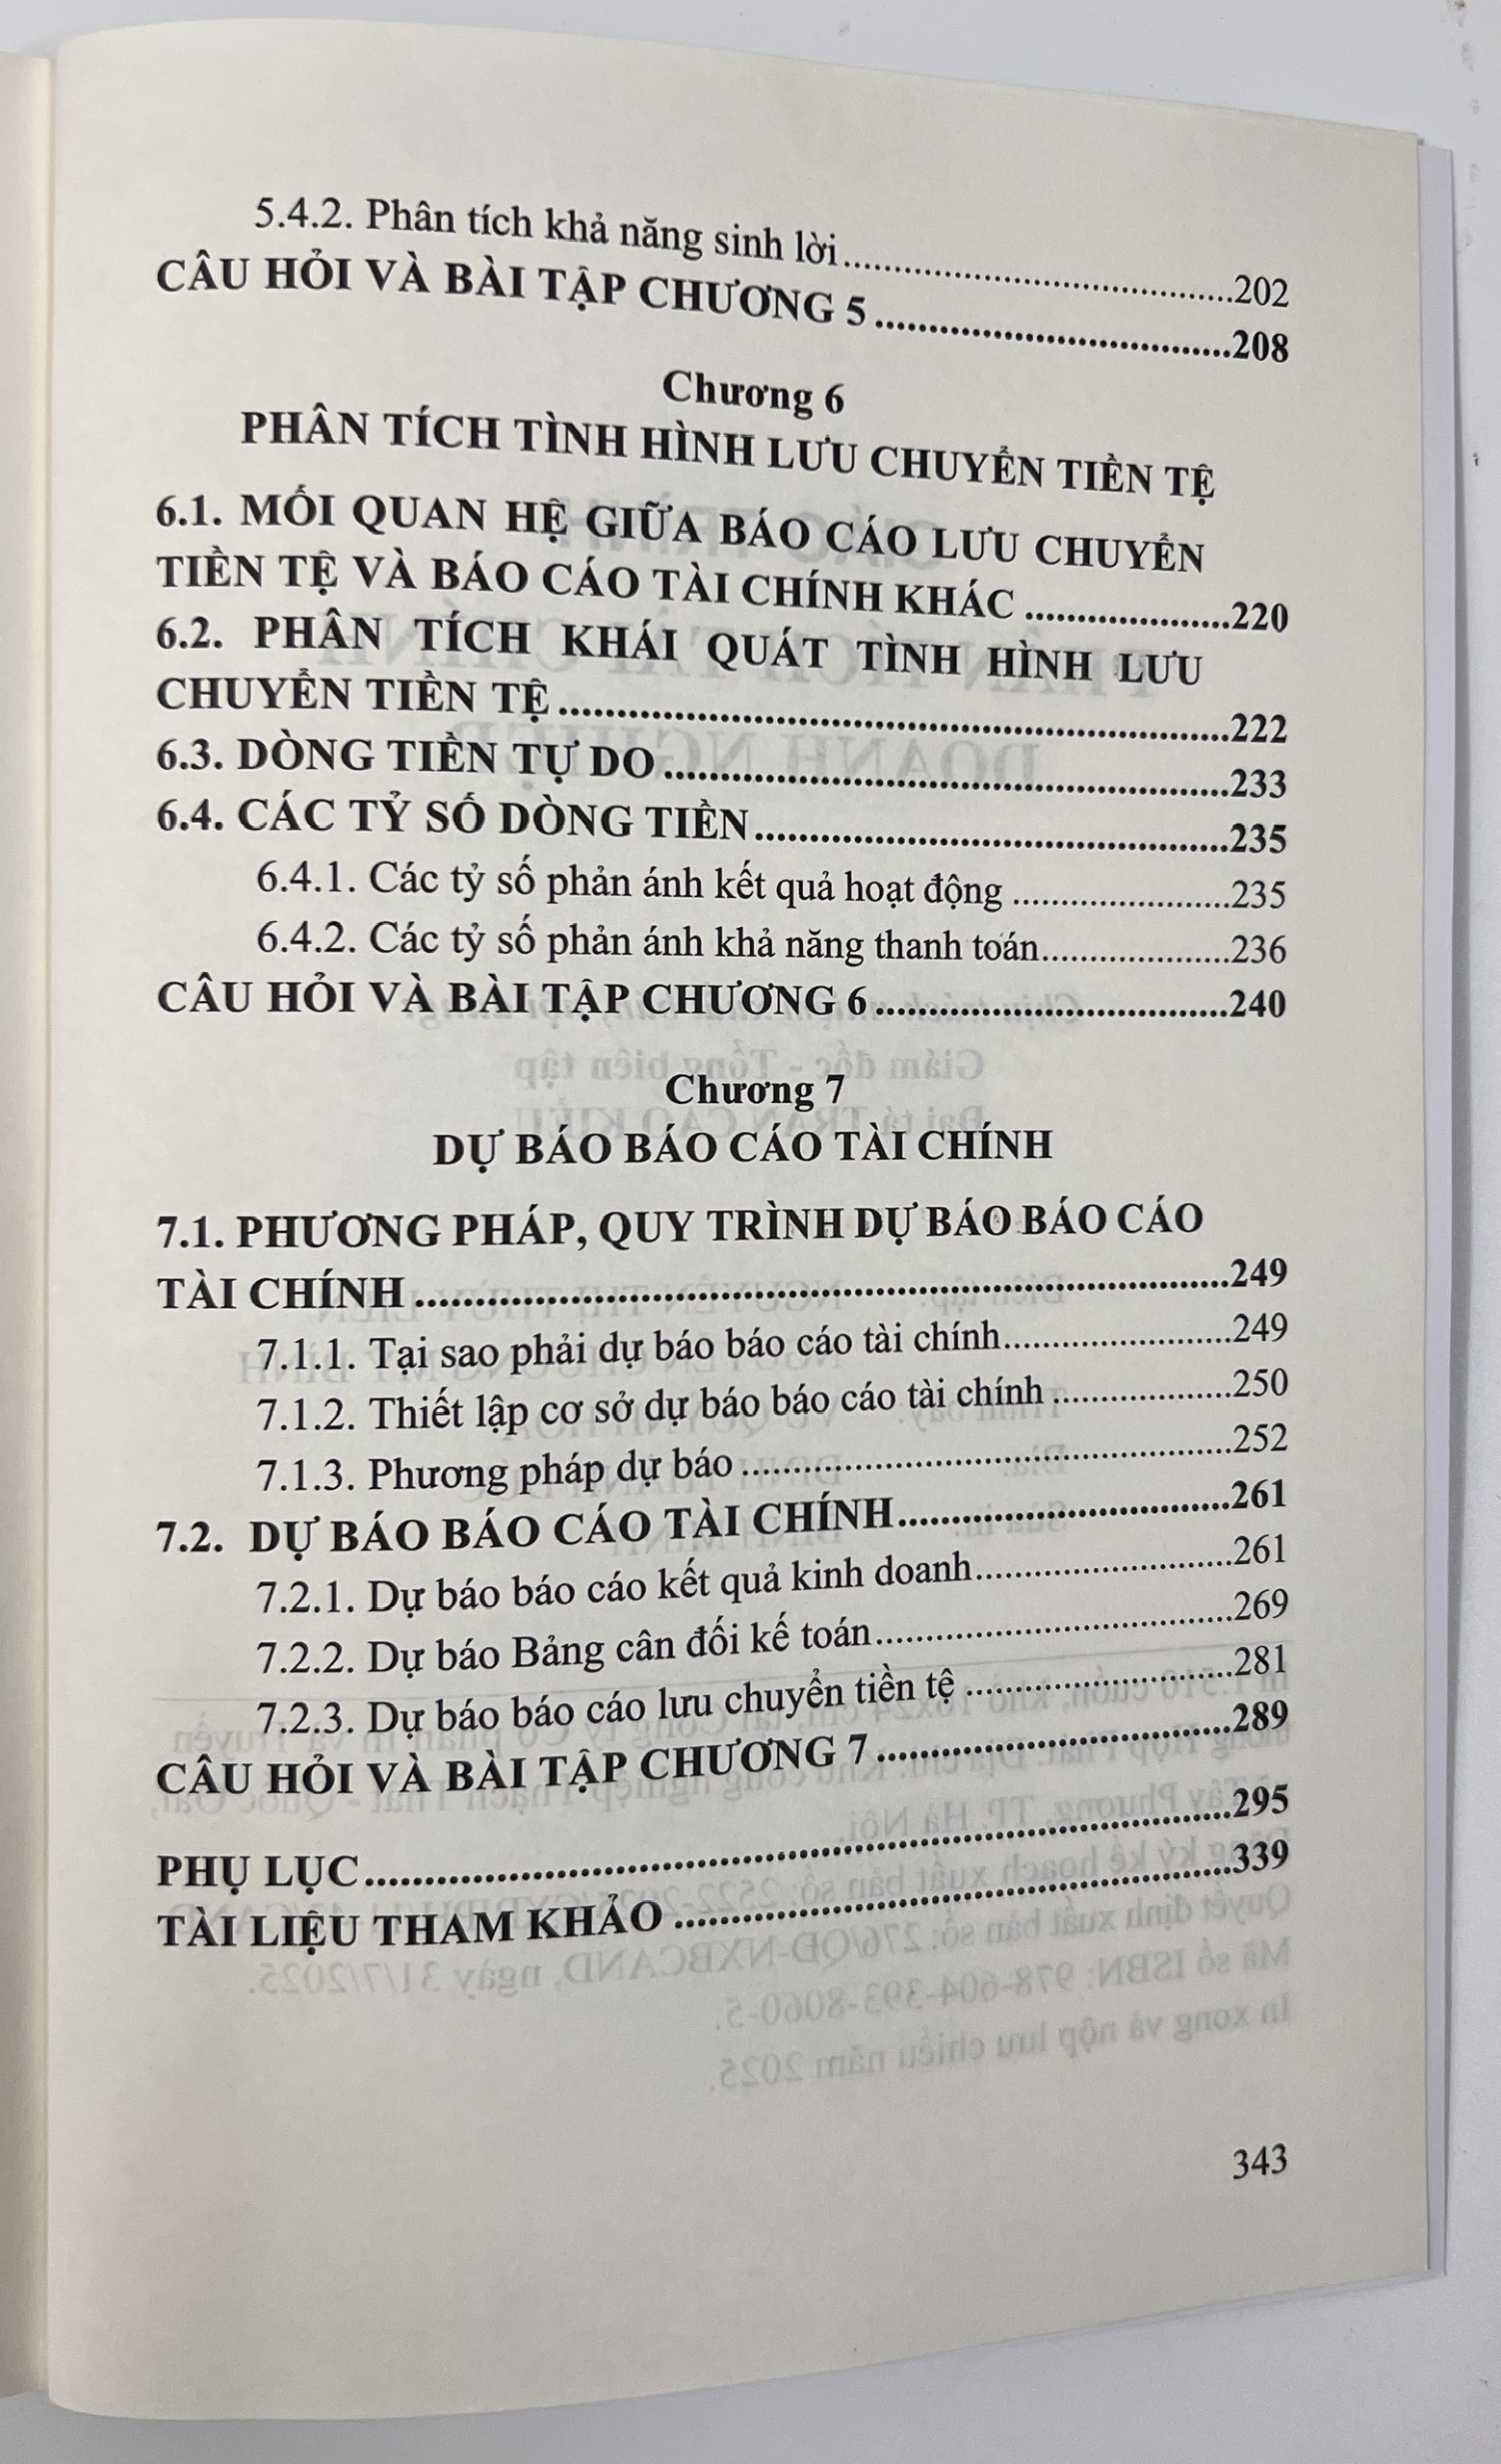 5.4.2. Phân tích khả năng sinh lời..........202
CÂU HỎI VÀ BÀI TẬP CHƯƠNG 5..........208
Chương 6
PHÂN TÍCH TÌNH HÌNH LƯU CHUYỂN TIỀN TỆ
6.1. MỐI QUAN HỆ GIỮA BÁO CÁO LƯU CHUYỂN
TIỀN TỆ VÀ BÁO CÁO TÀI CHÍNH KHÁC..........220
6.2. PHÂN TÍCH KHÁI QUÁT TÌNH HÌNH LƯU
CHUYỂN TIỀN TỆ..........222
6.3. DÒNG TIỀN TỰ DO..........233
6.4. CÁC TỶ SỐ DÒNG TIỀN..........235
6.4.1. Các tỷ số phản ánh kết quả hoạt động..........235
6.4.2. Các tỷ số phản ánh khả năng thanh toán..........236
CÂU HỎI VÀ BÀI TẬP CHƯƠNG 6..........240
Chương 7
DỰ BÁO BÁO CÁO TÀI CHÍNH
7.1. PHƯƠNG PHÁP, QUY TRÌNH DỰ BÁO BÁO CÁO
TÀI CHÍNH..........249
7.1.1. Tại sao phải dự báo báo cáo tài chính..........249
7.1.2. Thiết lập cơ sở dự báo báo cáo tài chính..........250
7.1.3. Phương pháp dự báo..........252
7.2. DỰ BÁO BÁO CÁO TÀI CHÍNH..........261
7.2.1. Dự báo báo cáo kết quả kinh doanh..........261
7.2.2. Dự báo Bảng cân đối kế toán..........269
7.2.3. Dự báo báo cáo lưu chuyển tiền tệ..........281
CÂU HỎI VÀ BÀI TẬP CHƯƠNG 7..........289
PHỤ LỤC..........295
TÀI LIỆU THAM KHẢO..........339
343